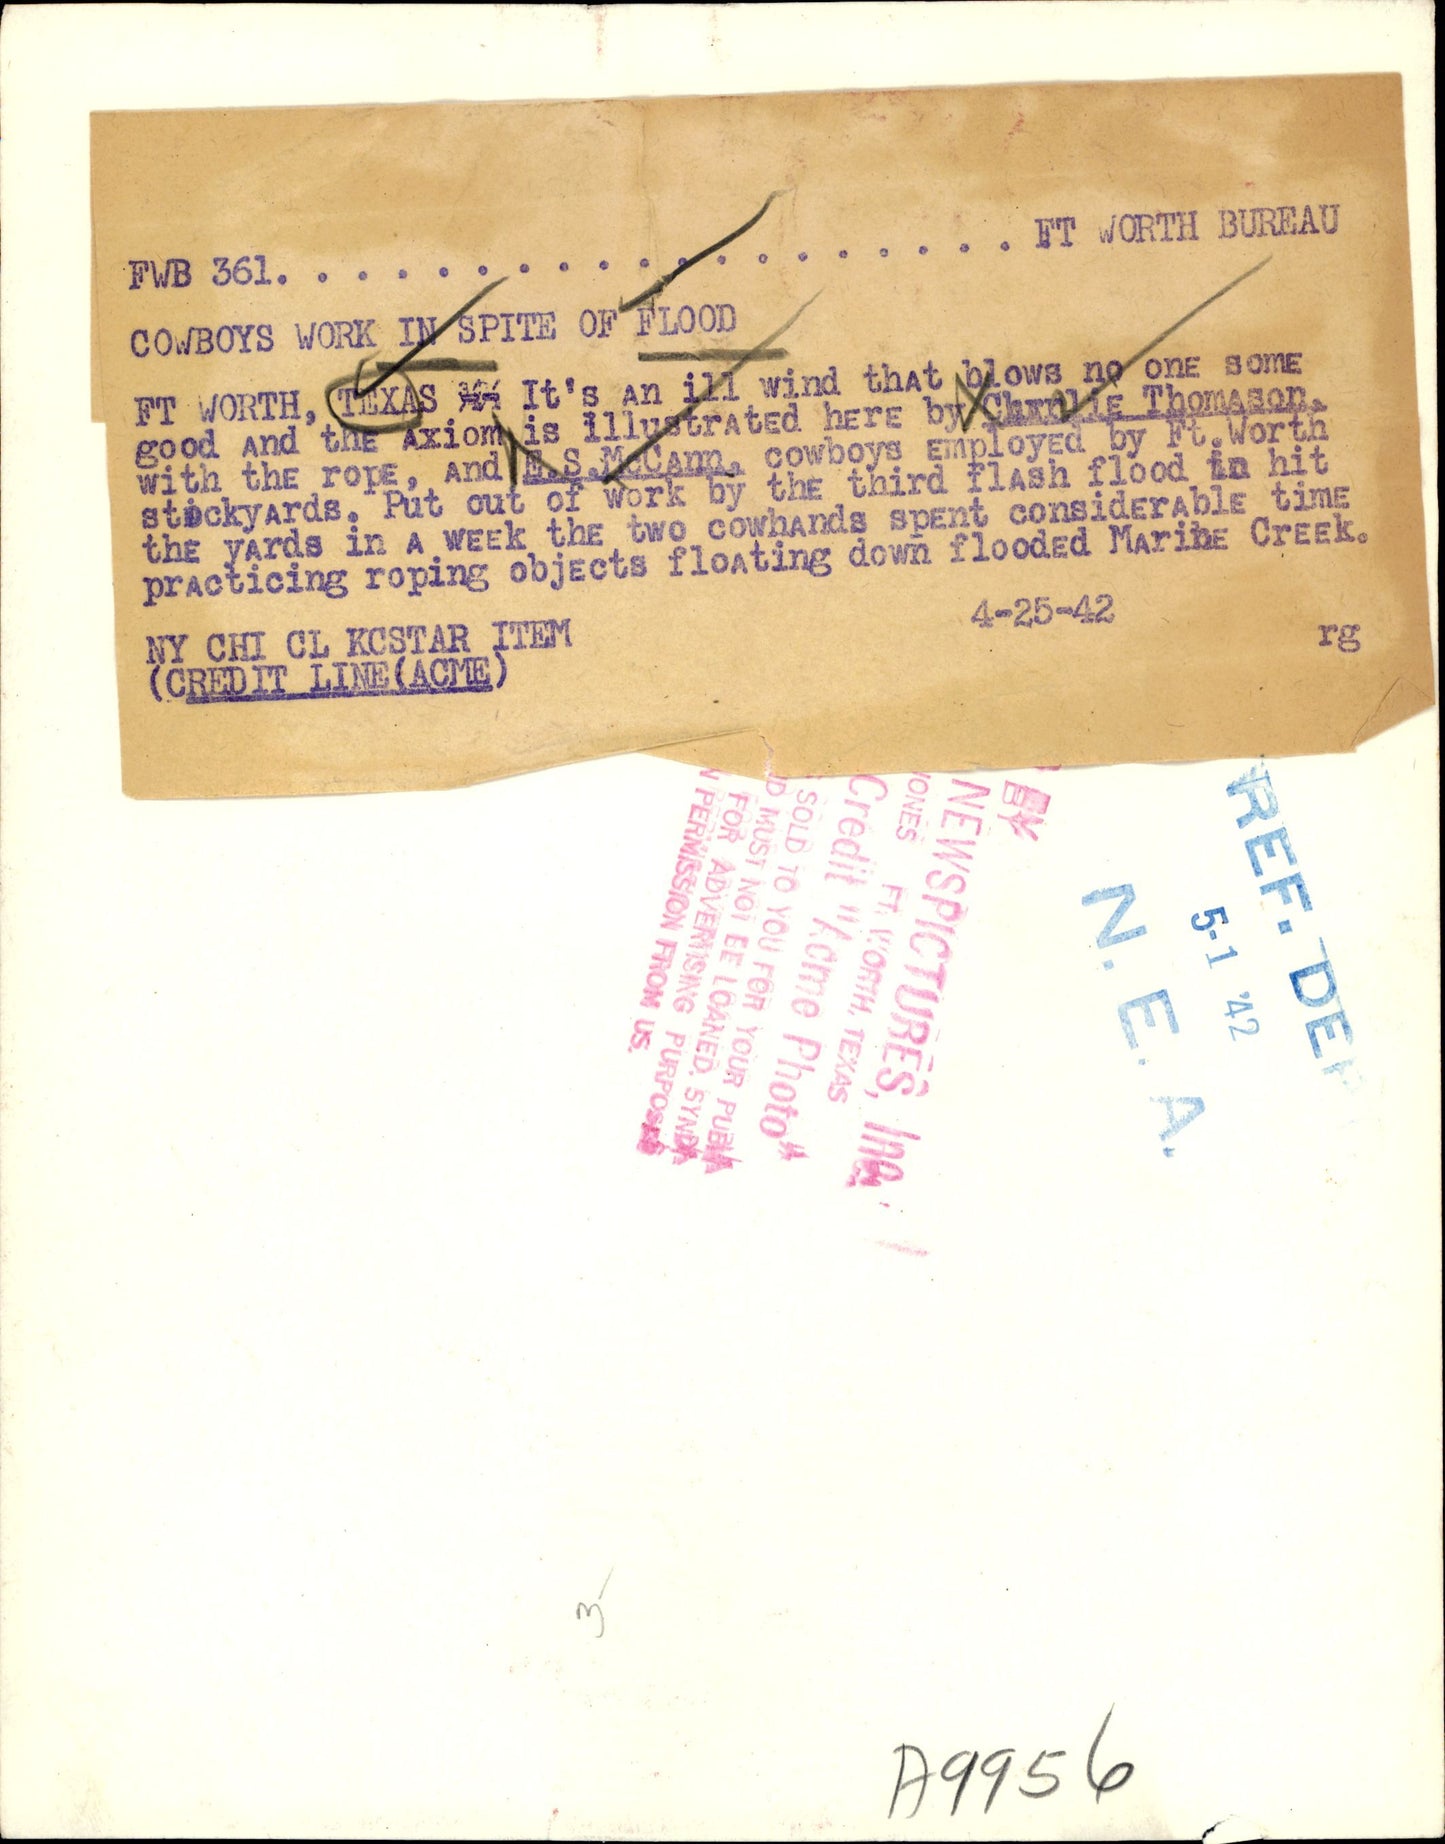 FWB 361. . . . . . . . . . . . . . . . . . . FT WORTH BUREAU
COWBOYS WORK IN SPITE OF FLOOD
FT WORTH, TEXAS It's an ill wind that blows no one some
good and the axiom is illustrated here by Charlie Thomason,
with the rope, and E.S.McCann, cowboys employed by Ft.Worth
stockyards. Put out of work by the third flash flood to hit
the yards in a week the two cowhands spent considerable time
practicing roping objects floating down flooded Marine Creek.
4-25-42
rg
NY CHI CL KCSTAR ITEM
(CREDIT LINE(ACME)
BY
NEWSPICTURES, Inc.
JONES FT. WORTH, TEXAS
Credit "Acme Photo"
SOLD TO YOU FOR YOUR
MUST NOT BE LOANED,
FOR ADVERTISING PURPOSES
PERMISSION FROM US.
REF. DE
5-1 '42
N. E. A.
3
A9956